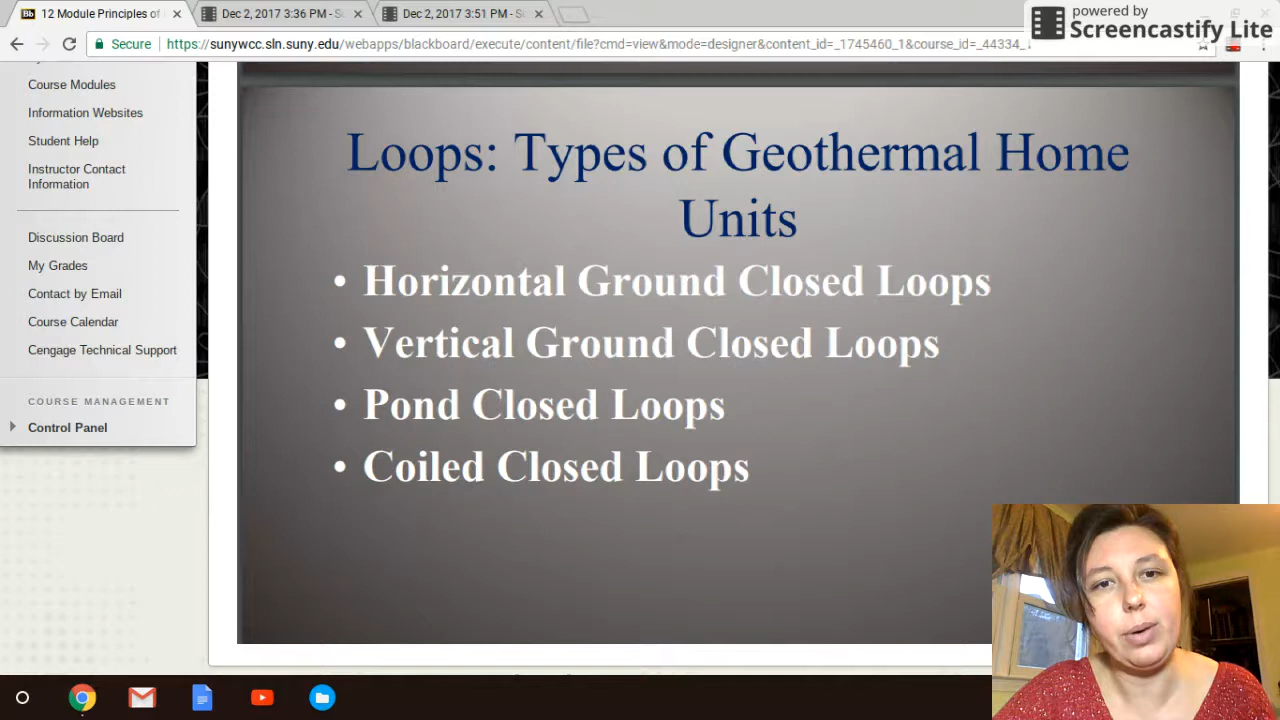 12 Module Principles of
Dec 2, 2017 3:36 PM - S
Dec 2, 2017 3:51 PM - S
powered by
Screencastify Lite
Secure
https://sunywcc.sln.suny.edu/webapps/blackboard/execute/content/file?cmd=view&mode=designer&content_id=_1745460_1&course_id=_44334_1
Course Modules
Information Websites
Student Help
Instructor Contact
Information
Discussion Board
My Grades
Contact by Email
Course Calendar
Cengage Technical Support
COURSE MANAGEMENT
Control Panel
Loops: Types of Geothermal Home
Units
• Horizontal Ground Closed Loops
• Vertical Ground Closed Loops
• Pond Closed Loops
• Coiled Closed Loops